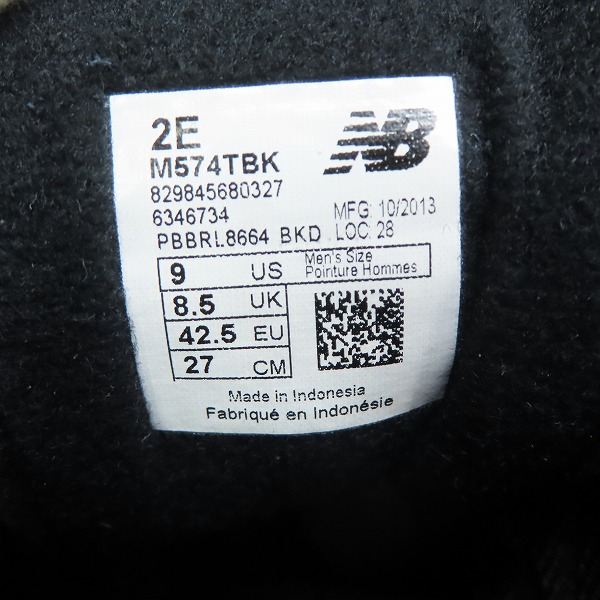 2E
NB
M574TBK
829845680327
6346734 MFG: 10/2013
PBBRL8664 BKD LOC: 28
9 US Men's Size
Pointure Hommes
8.5 UK
42.5 EU
27 CM
Made in Indonesia
Fabriqué en Indonésie